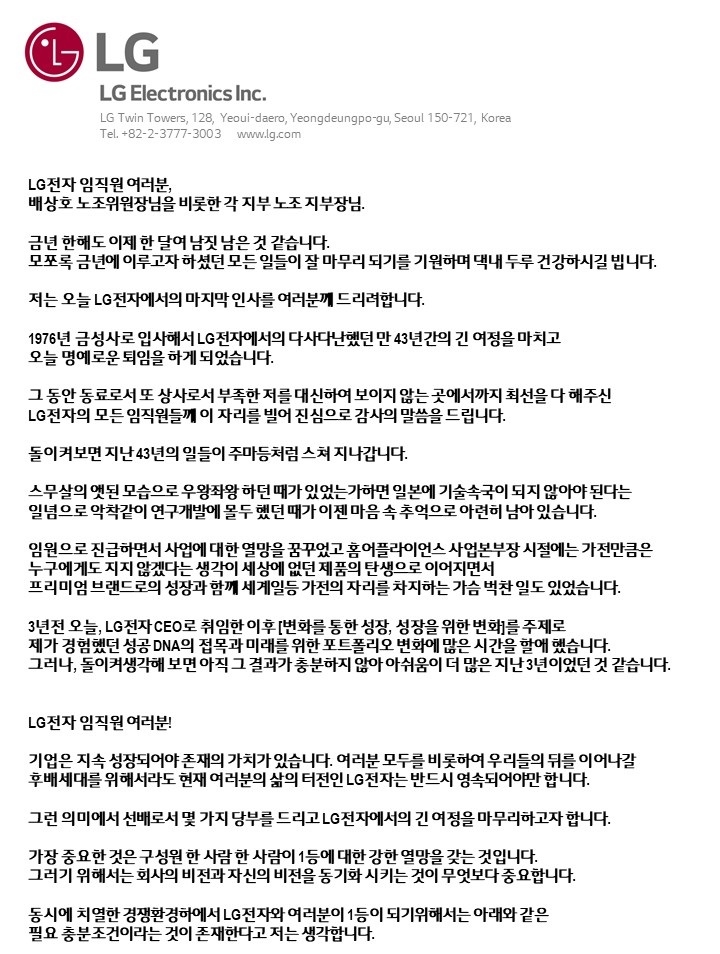 LG
LG Electronics Inc.
LG Twin Towers, 128, Yeoui-daero, Yeongdeungpo-gu, Seoul 150-721, Korea
Tel. +82-2-3777-3003 www.lg.com
LG전자 임직원 여러분,
배상호 노조위원장님을 비롯한 각 지부 노조 지부장님.
금년 한해도 이제 한 달여 남짓 남은 것 같습니다.
모쪼록 금년에 이루고자 하셨던 모든 일들이 잘 마무리 되기를 기원하며 댁내 두루 건강하시길 빕니다.
저는 오늘 LG전자에서의 마지막 인사를 여러분께 드리려합니다.
1976년 금성사로 입사해서 LG전자에서의 다사다난했던 만 43년간의 긴 여정을 마치고
오늘 명예로운 퇴임을 하게 되었습니다.
그 동안 동료로서 또 상사로서 부족한 저를 대신하여 보이지 않는 곳에서까지 최선을 다 해주신
LG전자의 모든 임직원들께 이 자리를 빌어 진심으로 감사의 말씀을 드립니다.
돌이켜보면 지난 43년의 일들이 주마등처럼 스쳐 지나갑니다.
스무살의 앳된 모습으로 우왕좌왕 하던 때가 있었는가하면 일본에 기술속국이 되지 않아야 된다는
일념으로 악착같이 연구개발에 몰두 했던 때가 이젠 마음 속 추억으로 아련히 남아 있습니다.
임원으로 진급하면서 사업에 대한 열망을 꿈꾸었고 홈어플라이언스 사업본부장 시절에는 가전만큼은
누구에게도 지지 않겠다는 생각이 세상에 없던 제품의 탄생으로 이어지면서
프리미엄 브랜드로의 성장과 함께 세계일등 가전의 자리를 차지하는 가슴 벅찬 일도 있었습니다.
3년전 오늘, LG전자 CEO로 취임한 이후 [변화를 통한 성장, 성장을 위한 변화]를 주제로
제가 경험했던 성공 DNA의 접목과 미래를 위한 포트폴리오 변화에 많은 시간을 할애 했습니다.
그러나, 돌이켜생각해 보면 아직 그 결과가 충분하지 않아 아쉬움이 더 많은 지난 3년이었던 것 같습니다.
LG전자 임직원 여러분!
기업은 지속 성장되어야 존재의 가치가 있습니다. 여러분 모두를 비롯하여 우리들의 뒤를 이어나갈
후배세대를 위해서라도 현재 여러분의 삶의 터전인 LG전자는 반드시 영속되어야만 합니다.
그런 의미에서 선배로서 몇 가지 당부를 드리고 LG전자에서의 긴 여정을 마무리하고자 합니다.
가장 중요한 것은 구성원 한 사람 한 사람이 1등에 대한 강한 열망을 갖는 것입니다.
그러기 위해서는 회사의 비전과 자신의 비전을 동기화 시키는 것이 무엇보다 중요합니다.
동시에 치열한 경쟁환경하에서 LG전자와 여러분이 1등이 되기위해서는 아래와 같은
필요 충분조건이라는 것이 존재한다고 저는 생각합니다.